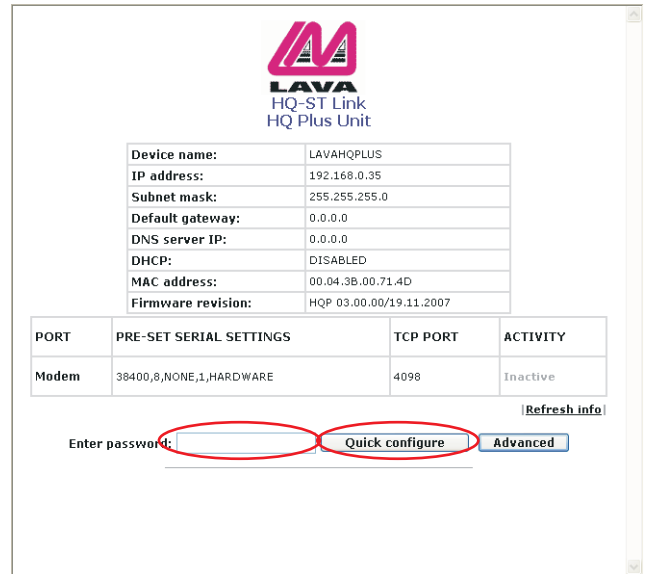 LAVA
HQ-ST Link
HQ Plus Unit
Device name: LAVAHQPLUS
IP address: 192.168.0.35
Subnet mask: 255.255.255.0
Default gateway: 0.0.0.0
DNS server IP: 0.0.0.0
DHCP: DISABLED
MAC address: 00.04.3B.00.71.4D
Firmware revision: HQP 03.00.00/19.11.2007
PORT PRE-SET SERIAL SETTINGS TCP PORT ACTIVITY
Modem 38400,8,NONE,1,HARDWARE 4098 Inactive
|Refresh info|
Enter password: Quick configure Advanced